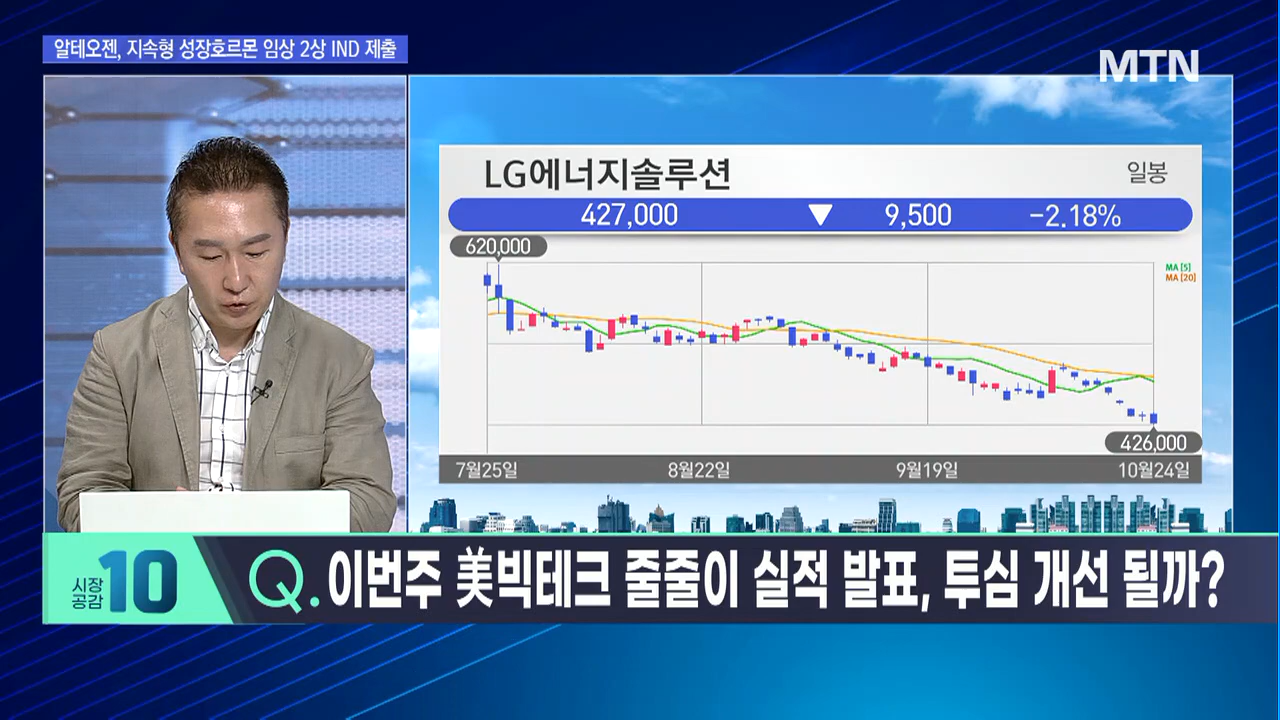 알테오젠, 지속형 성장호르몬 임상 2상 IND 제출
MTN
LG에너지솔루션
일봉
427,000 ▼ 9,500 -2.18%
620,000
MA [5]
MA [20]
426,000
7월25일 8월22일 9월19일 10월24일
시장
공감
10
Q. 이번주 美빅테크 줄줄이 실적 발표, 투심 개선 될까?